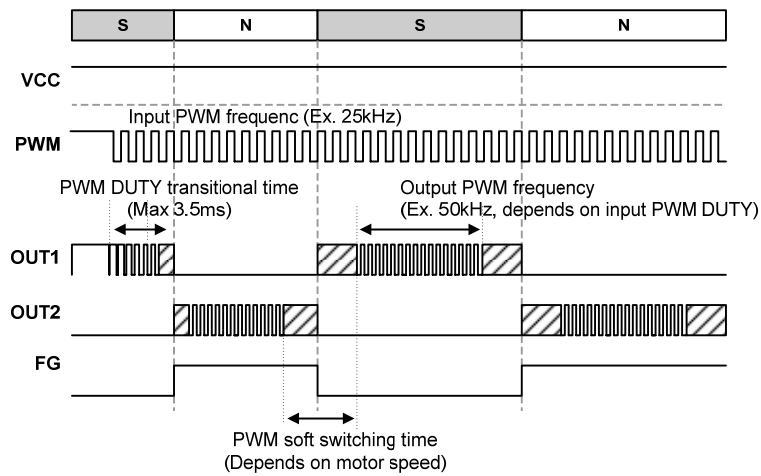 S N S N
VCC
Input PWM frequenc (Ex. 25kHz)
PWM
PWM DUTY transitional time
(Max 3.5ms)
Output PWM frequency
(Ex. 50kHz, depends on input PWM DUTY)
OUT1
OUT2
FG
PWM soft switching time
(Depends on motor speed)